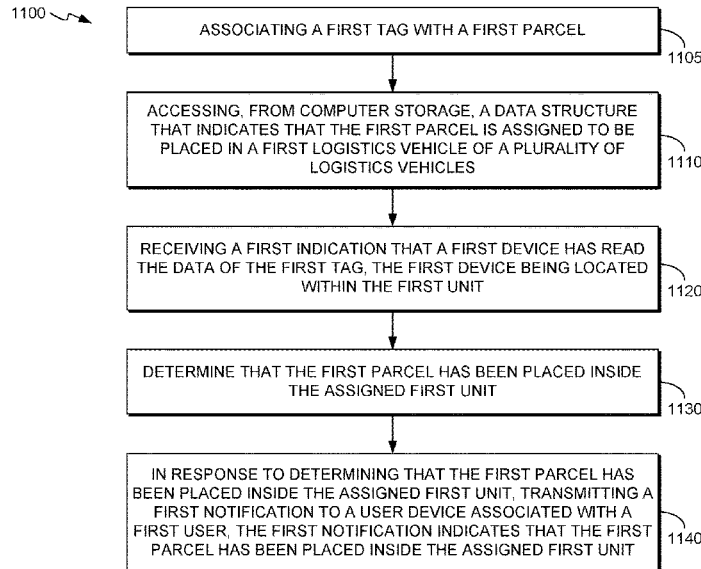 1100
ASSOCIATING A FIRST TAG WITH A FIRST PARCEL
1105
ACCESSING, FROM COMPUTER STORAGE, A DATA STRUCTURE
THAT INDICATES THAT THE FIRST PARCEL IS ASSIGNED TO BE
PLACED IN A FIRST LOGISTICS VEHICLE OF A PLURALITY OF
LOGISTICS VEHICLES
1110
RECEIVING A FIRST INDICATION THAT A FIRST DEVICE HAS READ
THE DATA OF THE FIRST TAG, THE FIRST DEVICE BEING LOCATED
WITHIN THE FIRST UNIT
1120
DETERMINE THAT THE FIRST PARCEL HAS BEEN PLACED INSIDE
THE ASSIGNED FIRST UNIT
1130
IN RESPONSE TO DETERMINING THAT THE FIRST PARCEL HAS
BEEN PLACED INSIDE THE ASSIGNED FIRST UNIT, TRANSMITTING A
FIRST NOTIFICATION TO A USER DEVICE ASSOCIATED WITH A
FIRST USER, THE FIRST NOTIFICATION INDICATES THAT THE FIRST
PARCEL HAS BEEN PLACED INSIDE THE ASSIGNED FIRST UNIT
1140